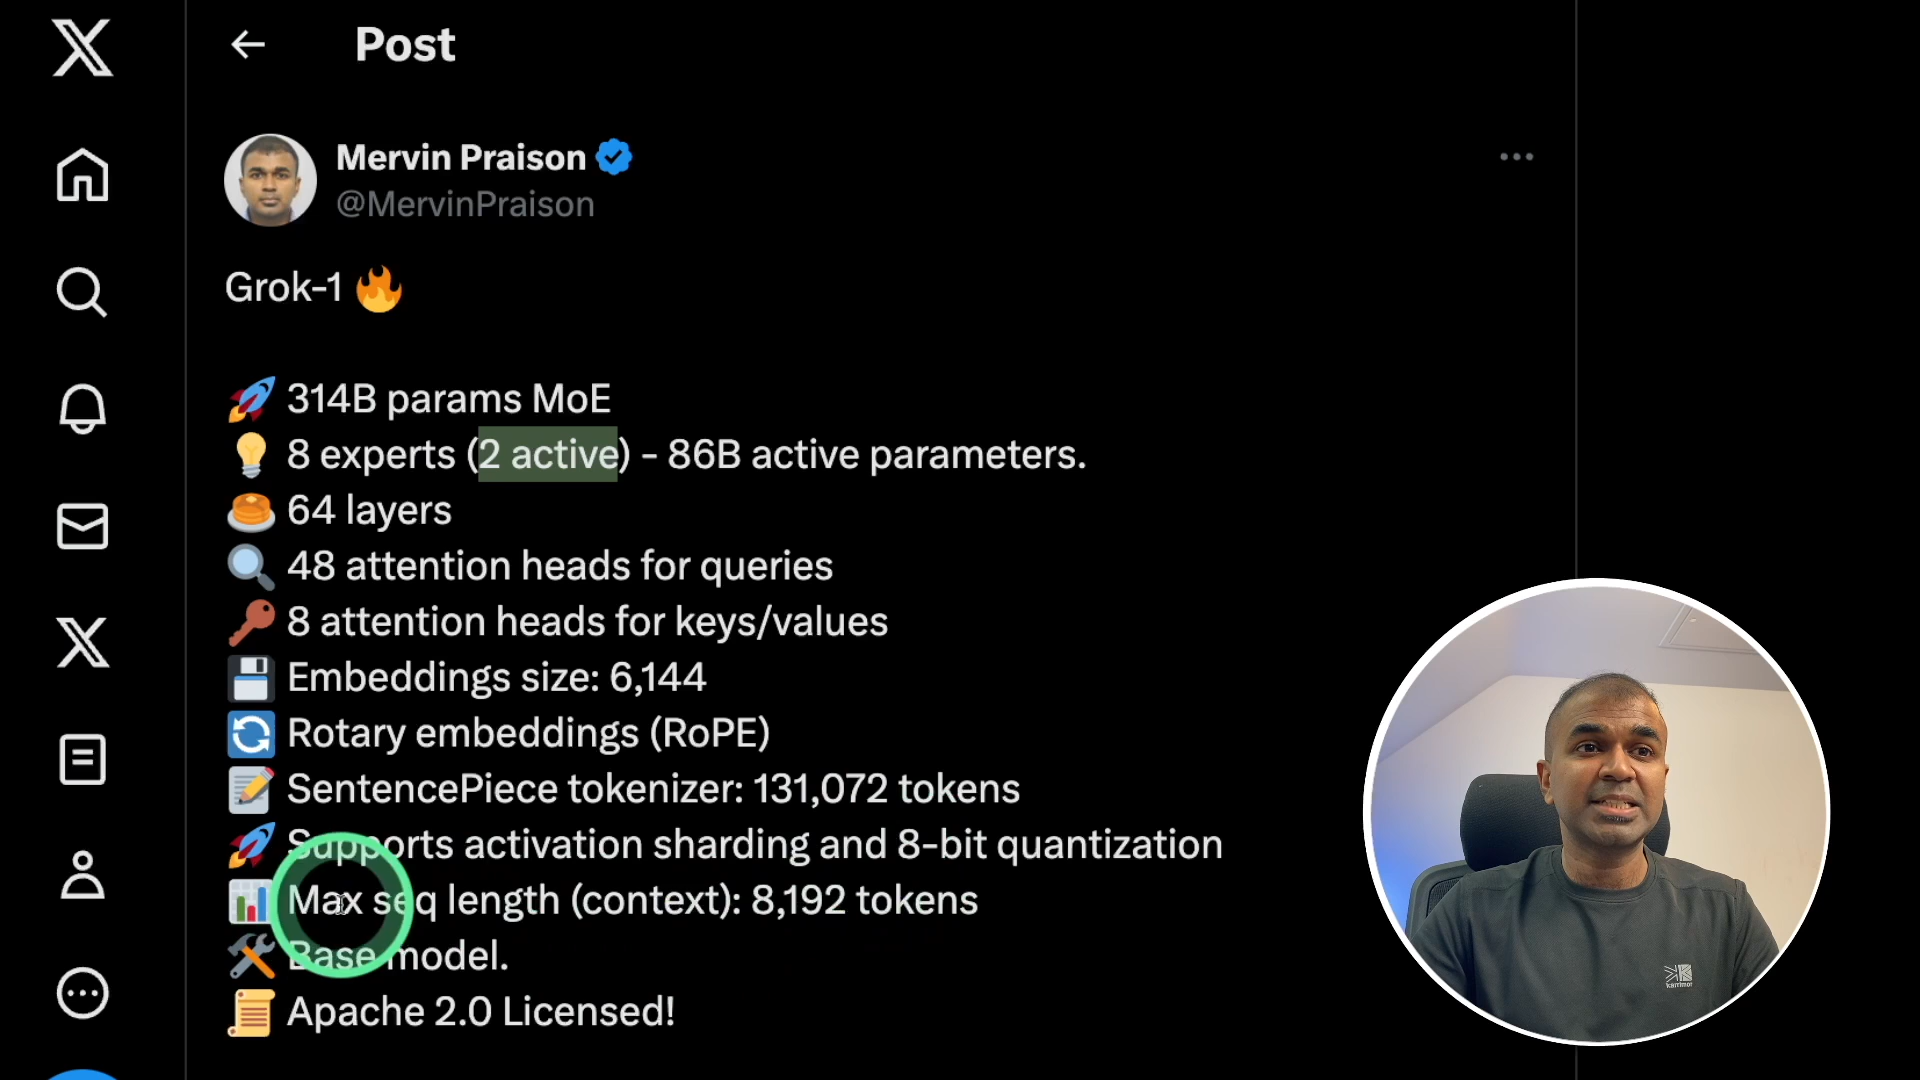 Post
Mervin Praison
@MervinPraison
Grok-1 🔥
🚀 314B params MoE
💡 8 experts (2 active) - 86B active parameters.
🥞 64 layers
🔍 48 attention heads for queries
🔑 8 attention heads for keys/values
💾 Embeddings size: 6,144
🔄 Rotary embeddings (RoPE)
📝 SentencePiece tokenizer: 131,072 tokens
🚀 Supports activation sharding and 8-bit quantization
📊 Max seq length (context): 8,192 tokens
🛠️ Base model.
📜 Apache 2.0 Licensed!
karrimor